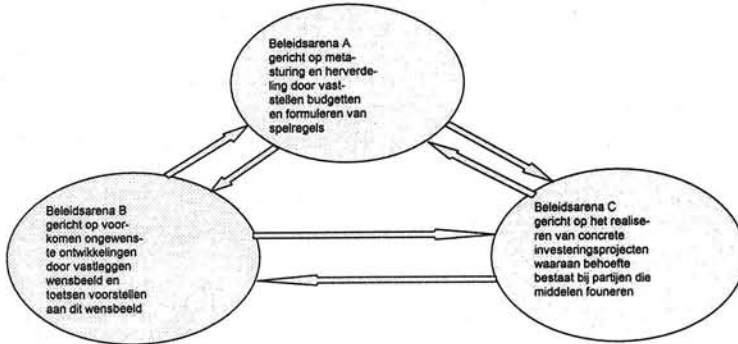 Beleidsarena A
gericht op meta-
sturing en herverde-
ling door vast-
stellen budgetten
en formuleren van
spelregels
Beleidsarena B
gericht op voor-
komen ongewens-
te ontwikkelingen
door vastleggen
wensbeeld en
toetsen voorstellen
aan dit wensbeeld
Beleidsarena C
gericht op het realise-
ren van concrete
investeringsprojecten
waaraan behoefte
bestaat bij partijen die
middelen founeren